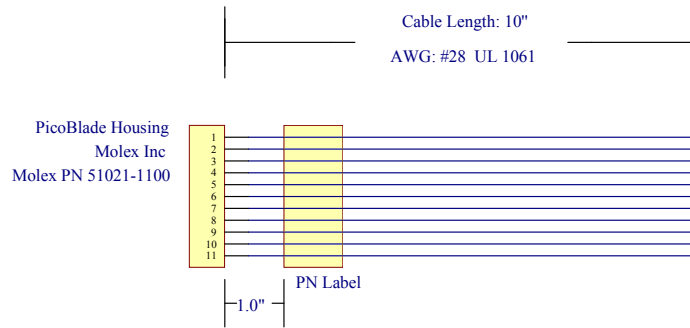 Cable Length: 10"
AWG: #28 UL 1061
PicoBlade Housing
Molex Inc
Molex PN 51021-1100
1
2
3
4
5
6
7
8
9
10
11
PN Label
1.0"